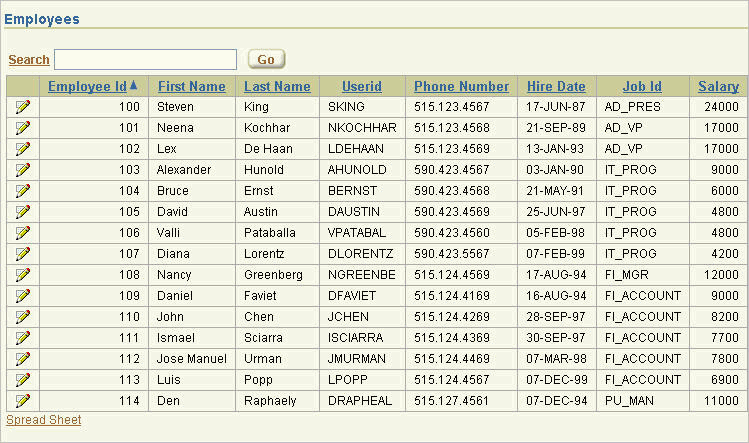 Employees
Search Go
Employee Id First Name Last Name Userid Phone Number Hire Date Job Id Salary
100 Steven King SKING 515.123.4567 17-JUN-87 AD_PRES 24000
101 Neena Kochhar NKOCHHAR 515.123.4568 21-SEP-89 AD_VP 17000
102 Lex De Haan LDEHAAN 515.123.4569 13-JAN-93 AD_VP 17000
103 Alexander Hunold AHUNOLD 590.423.4567 03-JAN-90 IT_PROG 9000
104 Bruce Ernst BERNST 590.423.4568 21-MAY-91 IT_PROG 6000
105 David Austin DAUSTIN 590.423.4569 25-JUN-97 IT_PROG 4800
106 Valli Pataballa VPATABAL 590.423.4560 05-FEB-98 IT_PROG 4800
107 Diana Lorentz DLORENTZ 590.423.5567 07-FEB-99 IT_PROG 4200
108 Nancy Greenberg NGREENBE 515.124.4569 17-AUG-94 FI_MGR 12000
109 Daniel Faviet DFAVIET 515.124.4169 16-AUG-94 FI_ACCOUNT 9000
110 John Chen JCHEN 515.124.4269 28-SEP-97 FI_ACCOUNT 8200
111 Ismael Sciarra ISCIARRA 515.124.4369 30-SEP-97 FI_ACCOUNT 7700
112 Jose Manuel Urman JMURMAN 515.124.4469 07-MAR-98 FI_ACCOUNT 7800
113 Luis Popp LPOPP 515.124.4567 07-DEC-99 FI_ACCOUNT 6900
114 Den Raphaely DRAPHEAL 515.127.4561 07-DEC-94 PU_MAN 11000
Spread Sheet